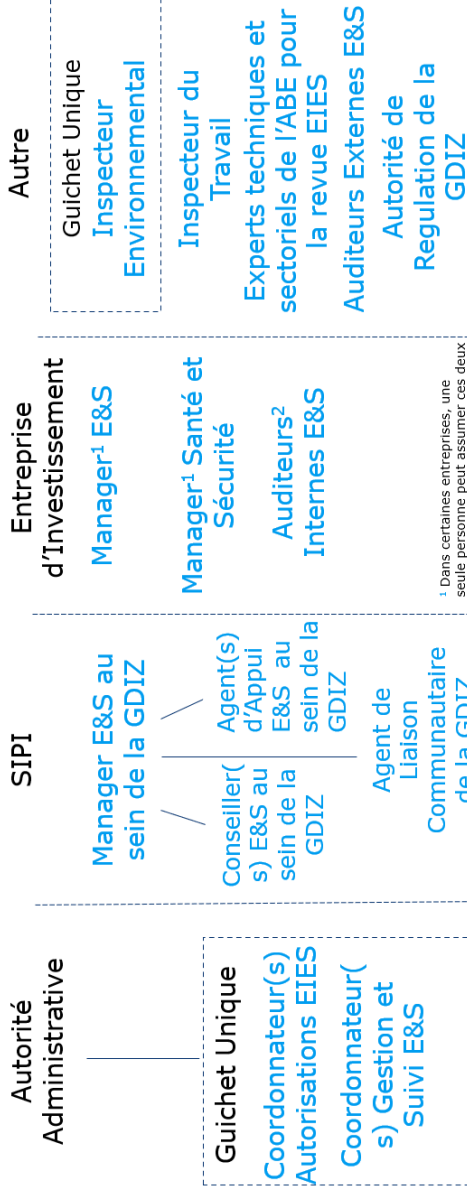 Autorité
Administrative
Guichet Unique
Coordonnateur(s)
Autorisations EIES
Coordonnateur(
s) Gestion et
Suivi E&S
SIPI
Manager E&S au
sein de la GDIZ
Conseiller(
s) E&S au
sein de la
GDIZ
Agent(s)
d'Appui
E&S au
sein de la
GDIZ
Agent de
Liaison
Communautaire
de la GDIZ
Entreprise
d'Investissement
Manager¹ E&S
Manager¹ Santé et
Sécurité
Auditeurs²
Internes E&S
¹ Dans certaines entreprises, une
seule personne peut assumer ces deux
Autre
Guichet Unique
Inspecteur
Environnemental
Inspecteur du
Travail
Experts techniques et
sectoriels de l'ABE pour
la revue EIES
Auditeurs Externes E&S
Autorité de
Regulation de la
GDIZ